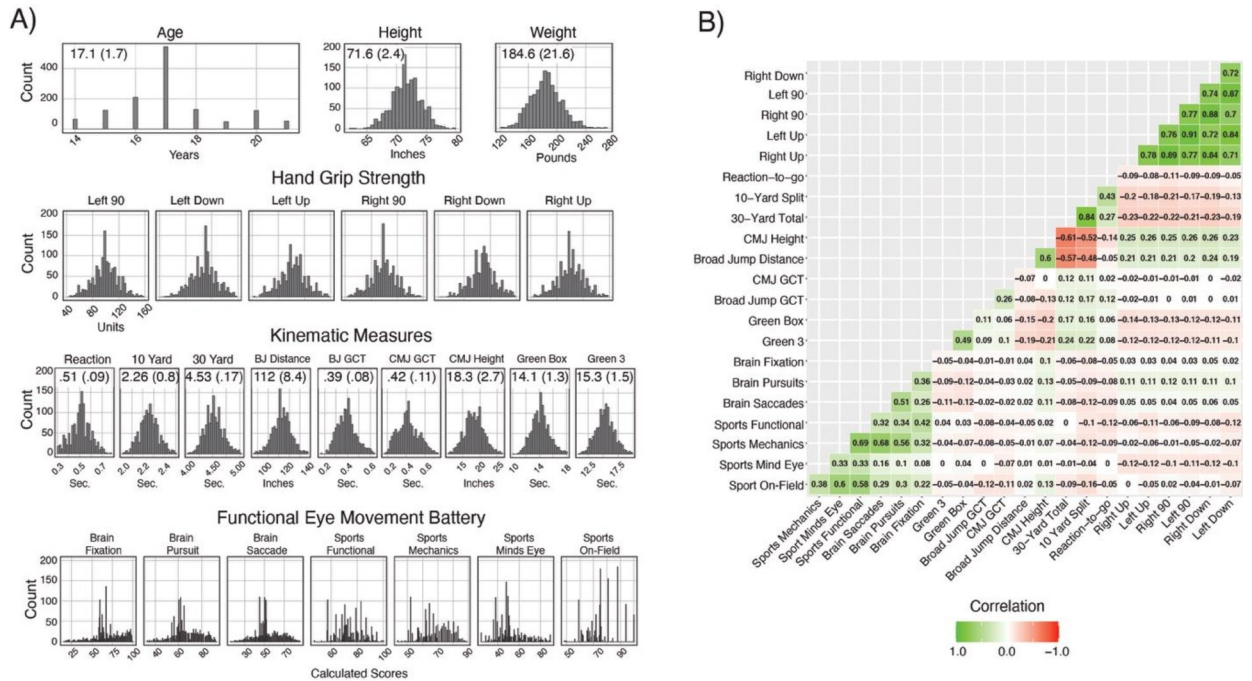 A)
Age
17.1 (1.7)
Count
400
200
0
14
16
18
20
Years
Height
71.6 (2.4)
200
150
100
50
0
65
70
75
80
Inches
Weight
184.6 (21.6)
200
150
100
50
0
120
160
200
240
280
Pounds
Hand Grip Strength
Left 90
Left Down
Left Up
Right 90
Right Down
Right Up
Count
200
150
100
50
0
40
80
120
160
Units
Kinematic Measures
Reaction
10 Yard
30 Yard
BJ Distance
BJ GCT
CMJ GCT
CMJ Height
Green Box
Green 3
.51 (.09)
2.26 (0.8)
4.53 (.17)
112 (8.4)
.39 (.08)
.42 (.11)
18.3 (2.7)
14.1 (1.3)
15.3 (1.5)
Count
200
150
100
50
0
0.3 0.5 0.7
2.0 2.2 2.4
4.00 4.50 5.00
100 120 140
0.2 0.4 0.6
0.2 0.4 0.6
15 20 25
10 14 18
12.5 17.5
Sec.
Sec.
Sec.
Inches
Sec.
Sec.
Inches
Sec.
Sec.
Functional Eye Movement Battery
Brain Fixation
Brain Pursuit
Brain Saccade
Sports Functional
Sports Mechanics
Sports Minds Eye
Sports On-Field
Count
200
150
100
50
0
25 50 75 100
40 60 80
30 50 70
60 80 100
50 70 90
40 60 80
50 70 90
Calculated Scores
B)
Right Down 0.72
Left 90 0.74 0.87
Right 90 0.77 0.88 0.7
Left Up 0.76 0.91 0.72 0.84
Right Up 0.78 0.89 0.77 0.84 0.71
Reaction−to−go −0.09 −0.08 −0.11 −0.09 −0.09 −0.05
10−Yard Split 0.43 −0.2 −0.18 −0.21 −0.17 −0.19 −0.13
30−Yard Total 0.84 0.27 −0.23 −0.22 −0.22 −0.21 −0.23 −0.19
CMJ Height −0.61 −0.52 −0.14 0.25 0.26 0.25 0.26 0.26 0.23
Broad Jump Distance 0.6 −0.57 −0.48 −0.05 0.21 0.21 0.21 0.2 0.24 0.19
CMJ GCT −0.07 0 0.12 0.11 0.02 −0.02 −0.01 −0.01 −0.01 0 −0.02
Broad Jump GCT 0.26 −0.08 −0.13 0.12 0.17 0.12 −0.02 −0.01 0 0.01 0 0.01
Green Box 0.11 0.06 −0.15 −0.2 0.17 0.16 0.06 −0.14 −0.13 −0.13 −0.12 −0.12 −0.11
Green 3 0.49 0.09 0.1 −0.19 −0.21 0.24 0.22 0.08 −0.12 −0.12 −0.12 −0.11 −0.11 −0.1
Brain Fixation −0.05 −0.04 −0.01 −0.01 0.04 0.1 −0.06 −0.08 −0.05 0.03 0.03 0.04 0.03 0.05 0.02
Brain Pursuits 0.36 −0.09 −0.12 −0.04 −0.03 0.02 0.13 −0.05 −0.09 −0.08 0.11 0.11 0.12 0.11 0.11 0.1
Brain Saccades 0.51 0.26 −0.11 −0.12 −0.02 −0.02 0.02 0.11 −0.08 −0.12 −0.09 0.05 0.05 0.04 0.05 0.06 0.05
Sports Functional 0.32 0.34 0.42 0.04 0.03 −0.08 −0.04 −0.05 0.02 0 −0.1 −0.12 −0.06 −0.11 −0.06 −0.09 −0.08 −0.12
Sports Mechanics 0.69 0.68 0.56 0.32 −0.04 −0.07 −0.08 −0.05 −0.01 0.07 −0.04 −0.12 −0.09 −0.02 −0.06 −0.01 −0.05 −0.02 −0.07
Sports Mind Eye 0.33 0.33 0.16 0.1 0.08 0 0.04 0 −0.07 0.01 0.01 −0.01 −0.04 0 −0.12 −0.12 −0.1 −0.11 −0.12 −0.1
Sport On−Field 0.38 0.6 0.58 0.29 0.3 0.22 −0.05 −0.04 −0.12 −0.11 0.02 0.13 −0.09 −0.16 −0.05 0 −0.05 0.02 −0.04 −0.01 −0.07
Sports Mechanics
Sport Minds Eye
Sports Functional
Brain Saccades
Brain Pursuits
Brain Fixation
Green 3
Green Box
Broad Jump GCT
CMJ GCT
Broad Jump Distance
CMJ Height
30−Yard Total
10 Yard Split
Reaction−to−go
Right Up
Left Up
Right 90
Left 90
Right Down
Left Down
Correlation
1.0 0.0 −1.0